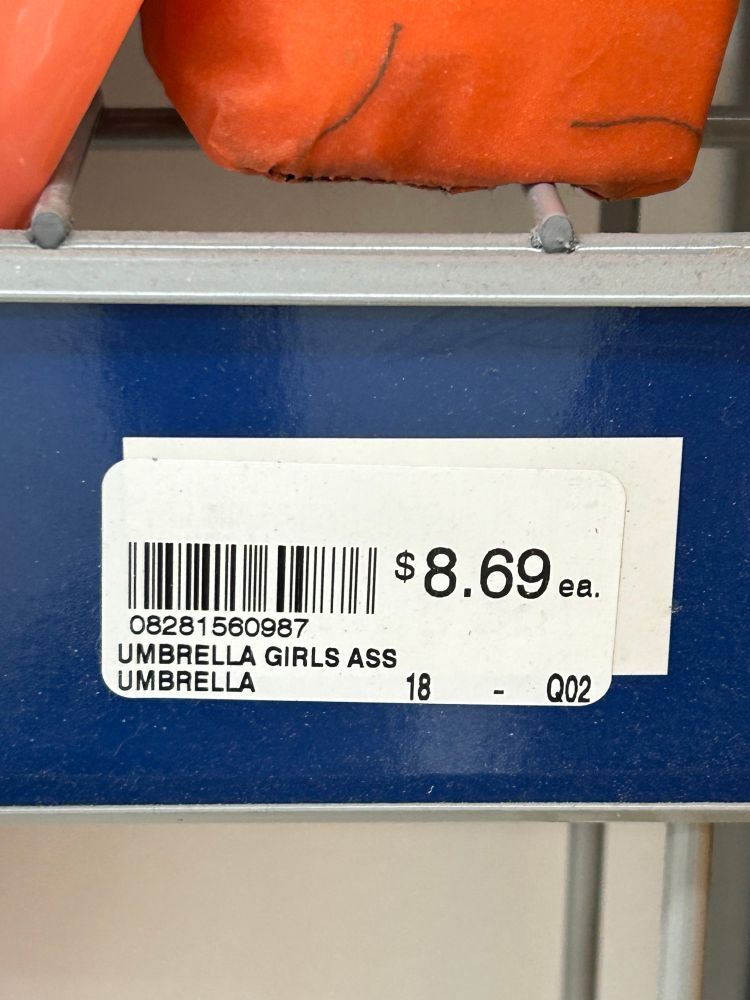 $8.69 ea.
08281560987
UMBRELLA GIRLS ASS
UMBRELLA 18 - Q02